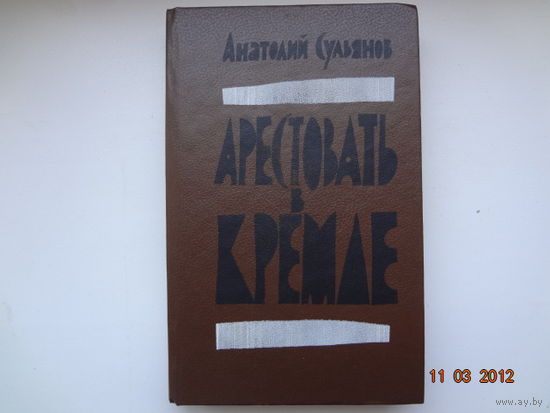 Анатолий Сульянов
АРЕСТОВАТЬ
В
КРЕМЛЕ
11 03 2012
www.ay.by